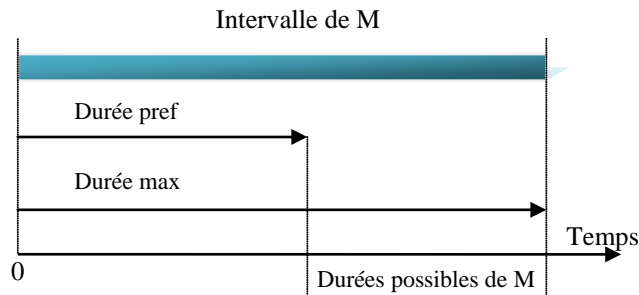 Intervalle de M
Durée pref
Durée max
Temps
0
Durées possibles de M